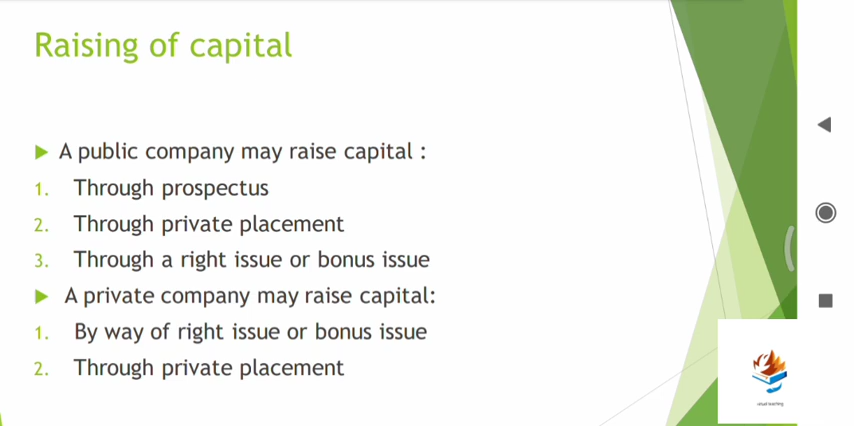 Raising of capital
A public company may raise capital :
1. Through prospectus
2. Through private placement
3. Through a right issue or bonus issue
A private company may raise capital:
1. By way of right issue or bonus issue
2. Through private placement